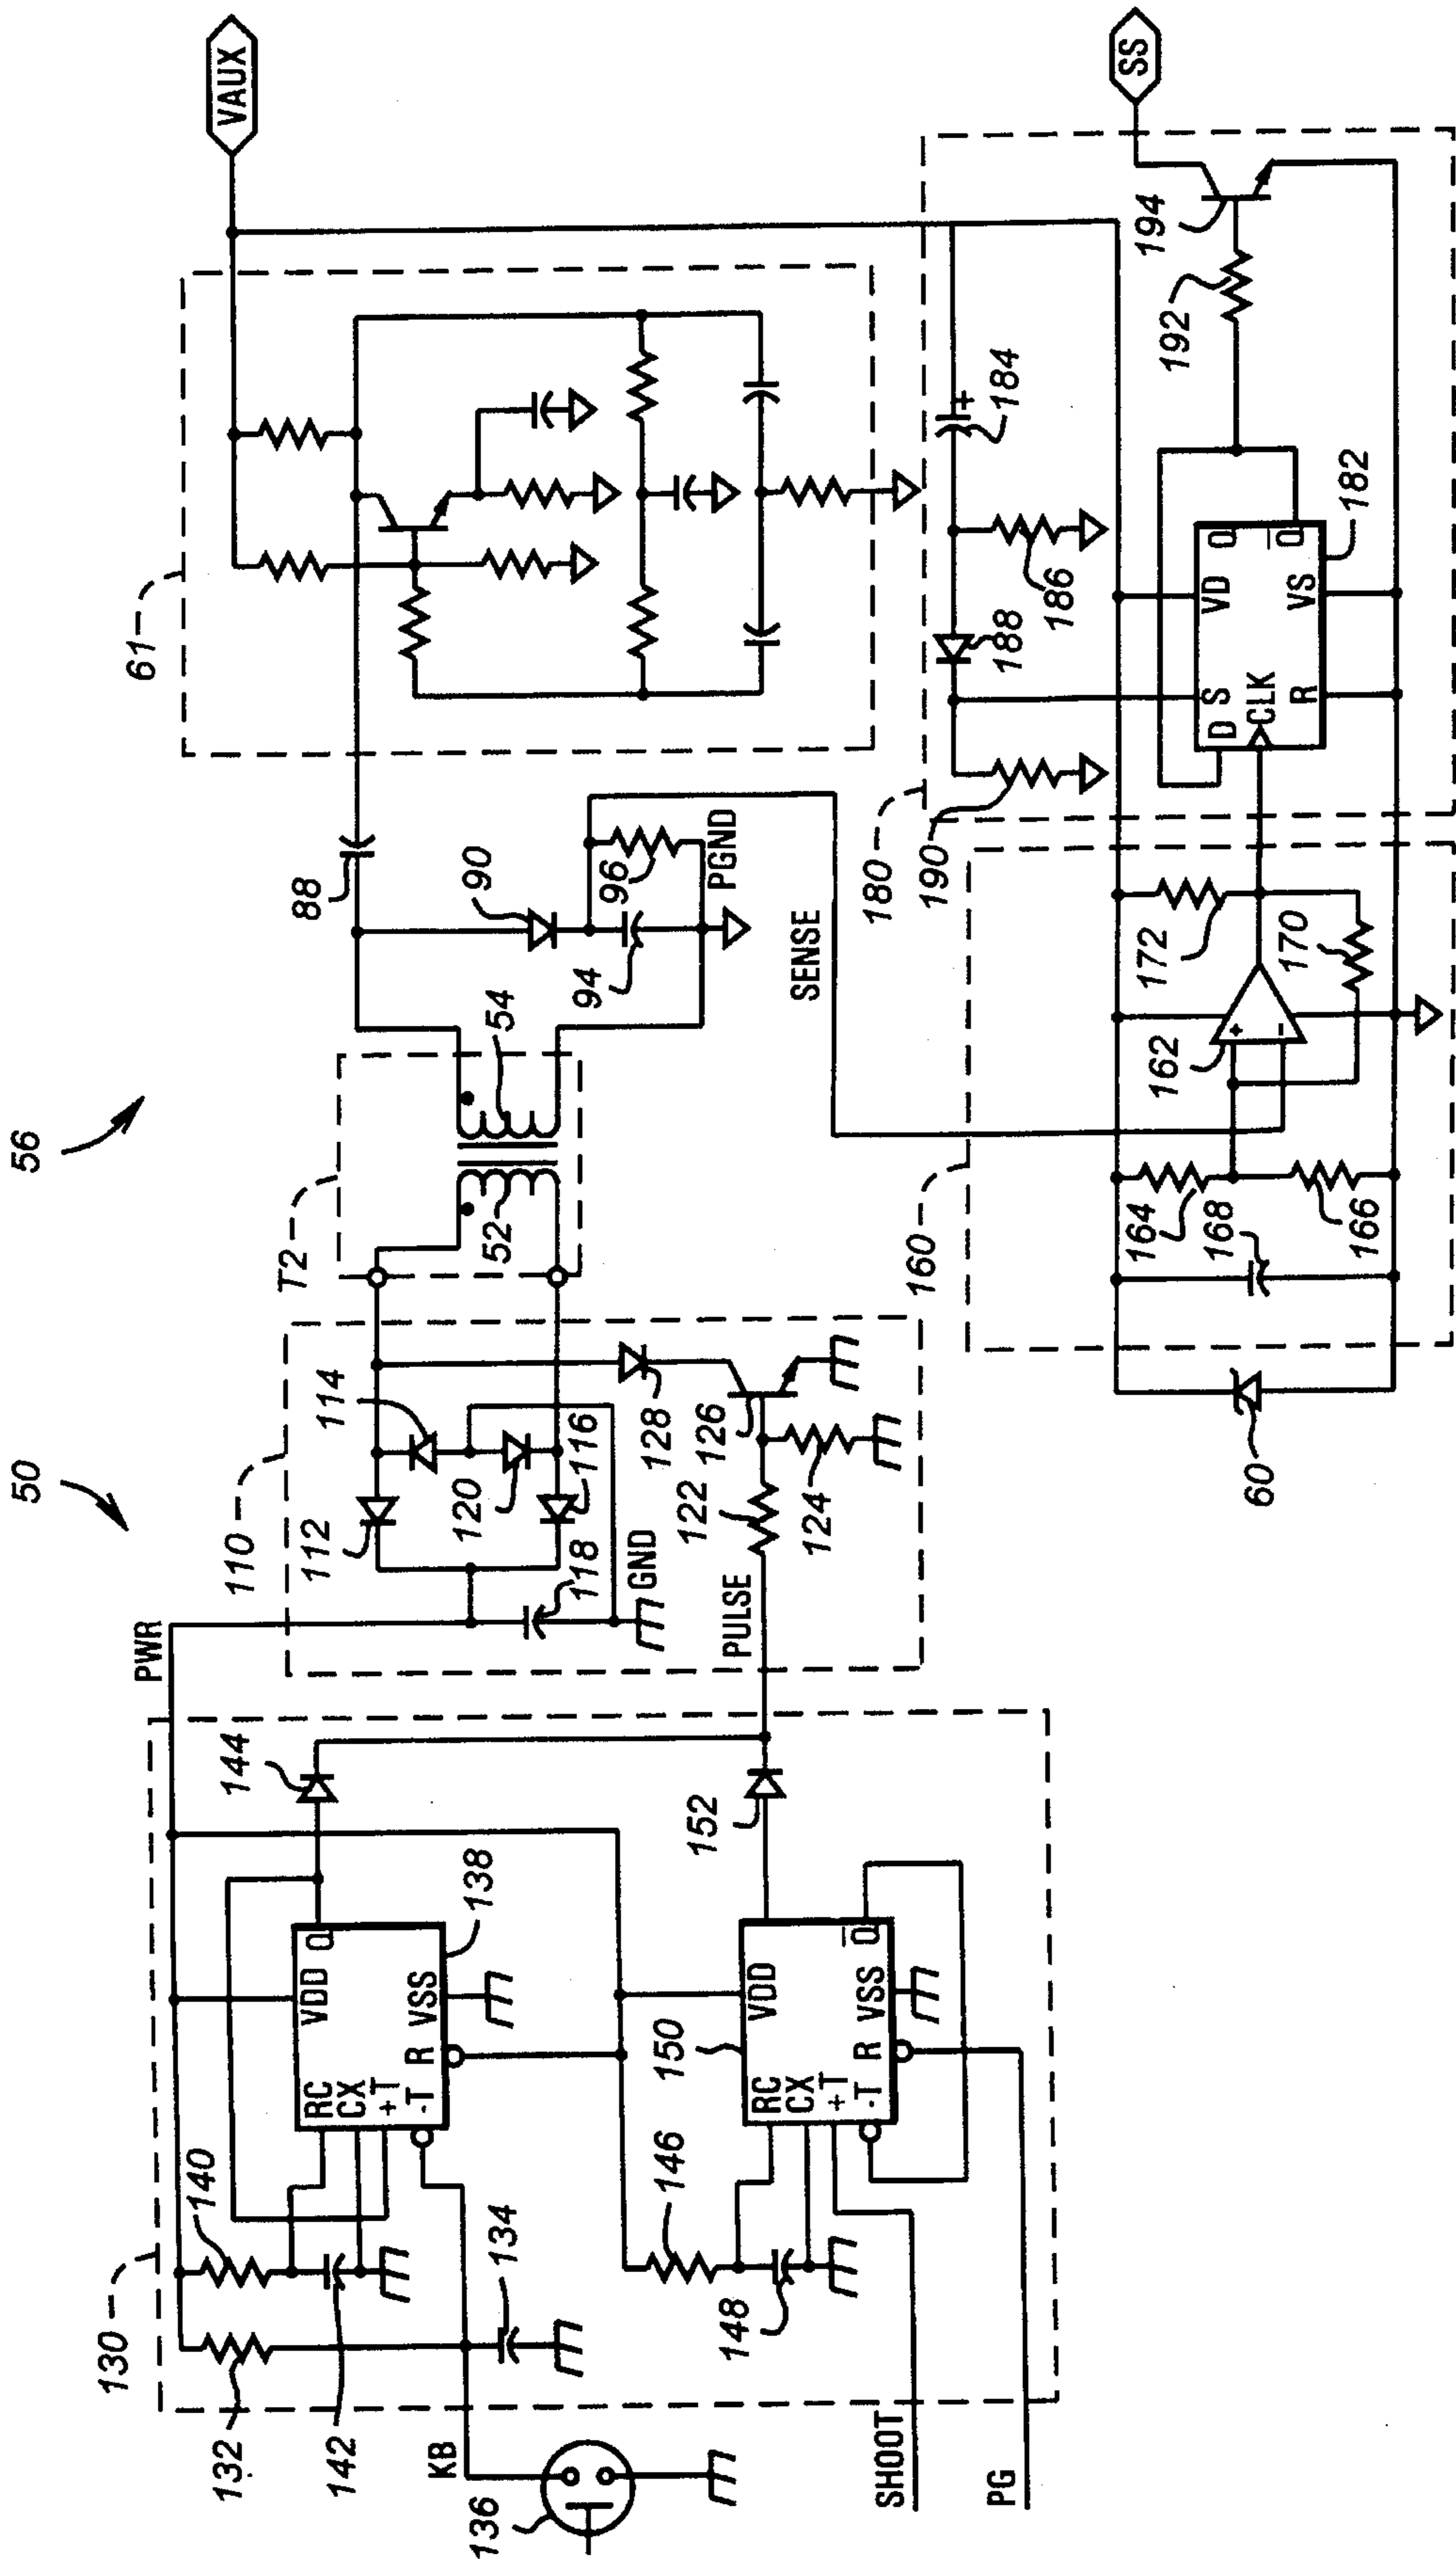 50
56
VAUX
61
T2
54
52
88
90
94
96
PGND
SENSE
110
112
114
116
118
120
122
124
126
128
GND
PULSE
PWR
130
132
134
136
138
140
142
144
146
148
150
152
VDD
Q
RC
CX
+T
-T
R
VSS
VDD
RC
CX
+T
-T
R
VSS
Q
KB
SHOOT
PG
160
162
+
-
164
166
168
170
172
60
180
182
184
+
186
188
190
192
194
D
S
VD
Q
CLK
R
VS
Q
SS